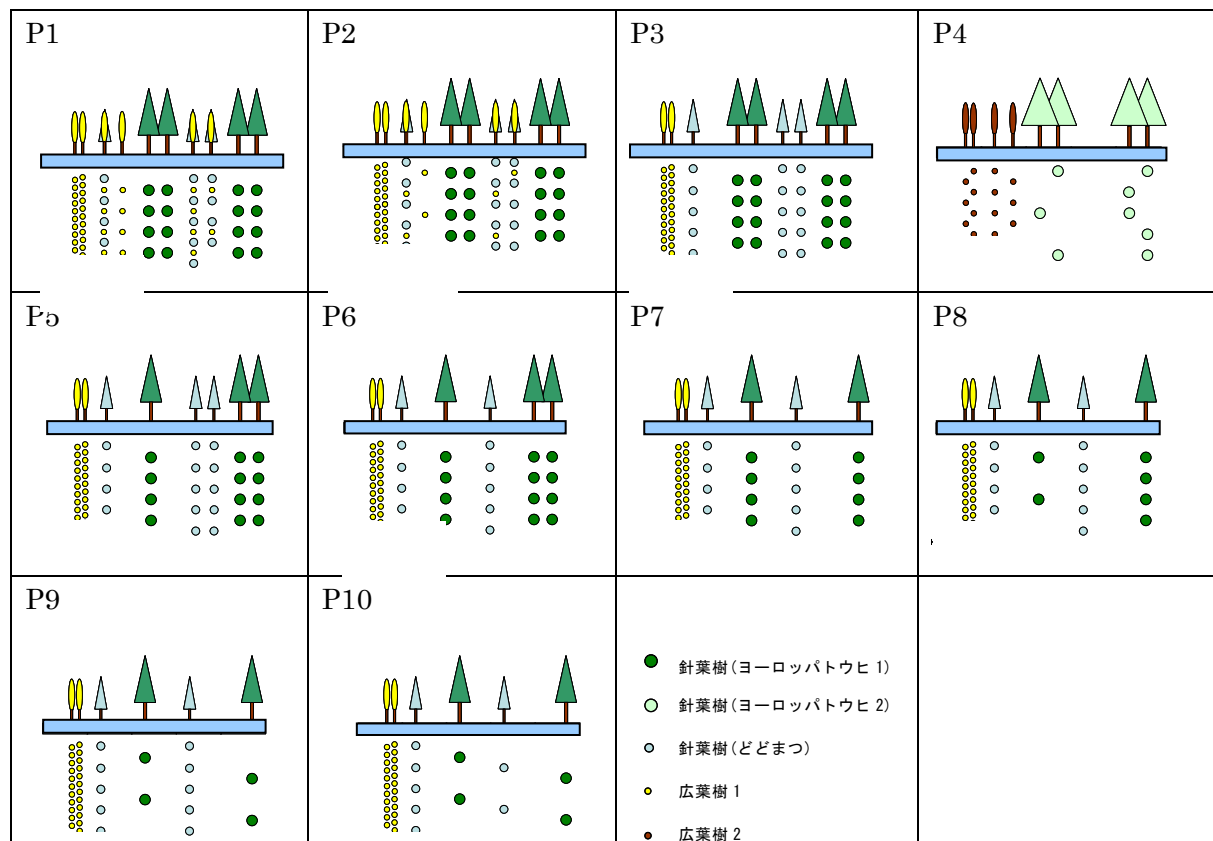 P1
P2
P3
P4
P5
P6
P7
P8
P9
P10
針葉樹(ヨーロッパトウヒ 1)
針葉樹(ヨーロッパトウヒ 2)
針葉樹(どどまつ)
広葉樹 1
広葉樹 2